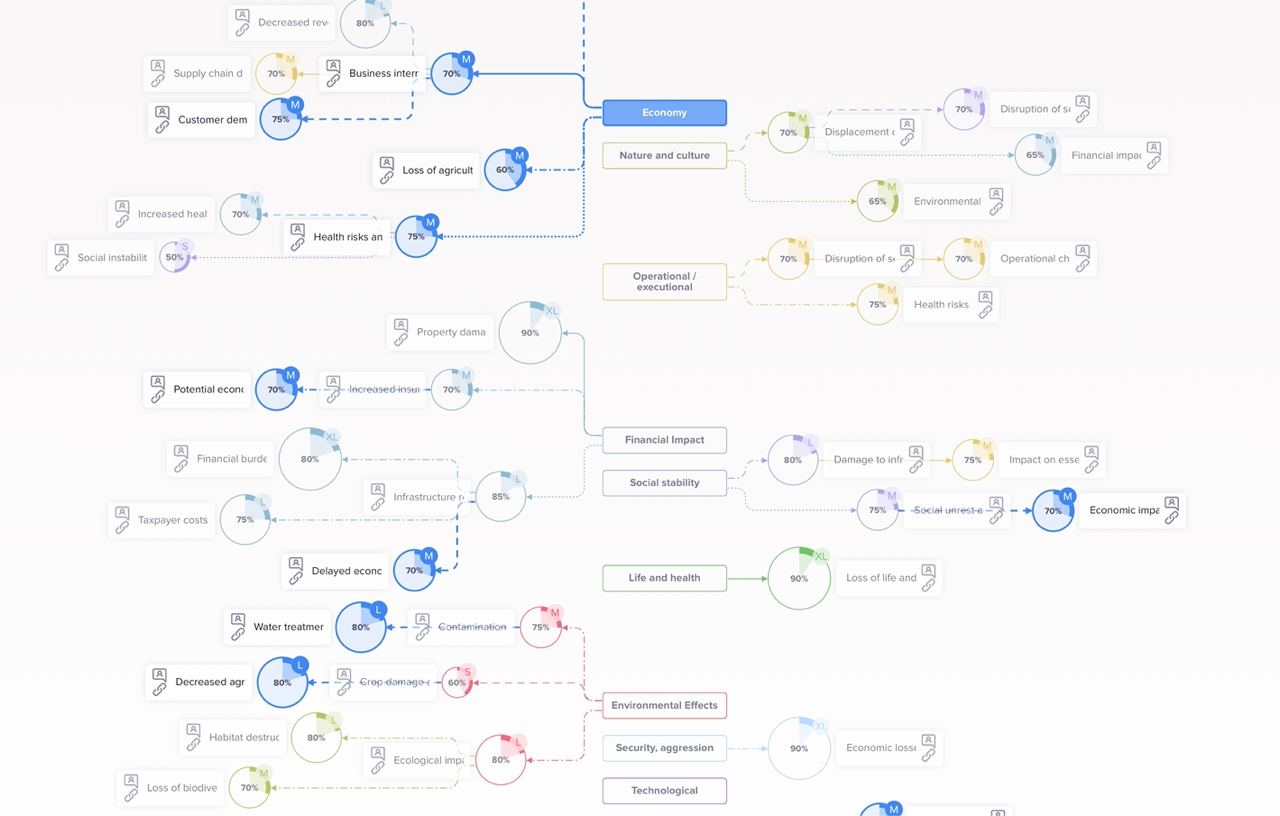 Decreased rev
80%
L
Supply chain d
70%
M
Business intern
70%
M
Customer dem
75%
M
Economy
70%
M
Disruption of so
70%
M
Displacement o
Nature and culture
65%
M
Financial impac
Loss of agricult
60%
M
65%
M
Environmental
Increased heal
70%
M
Health risks an
75%
M
Social instabilit
50%
S
70%
M
Disruption of se
70%
M
Operational ch
Operational /
executional
75%
M
Health risks
Property dama
90%
XL
Potential econo
70%
M
Increased insu
70%
M
Financial Impact
Financial burde
80%
XL
80%
L
Damage to infr
75%
M
Impact on esse
Social stability
Infrastructure r
85%
L
Taxpayer costs
75%
L
75%
M
Social unrest a
70%
M
Economic impa
Delayed econo
70%
M
Life and health
90%
XL
Loss of life and
Water treatmer
80%
L
Contamination
75%
M
Decreased agr
80%
L
Crop damage
60%
S
Environmental Effects
Habitat destruc
80%
L
Ecological impa
80%
L
Security, aggression
90%
XL
Economic losse
Loss of biodive
70%
M
Technological
M